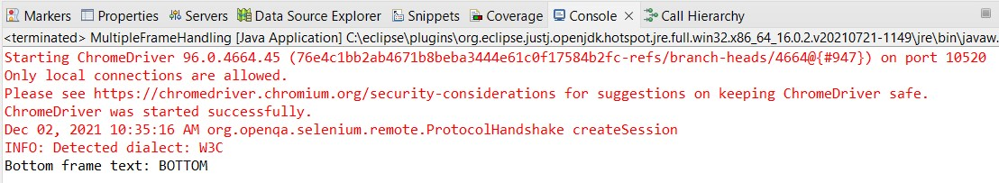 Markers Properties Servers Data Source Explorer Snippets Coverage Console Call Hierarchy
<terminated> MultipleFrameHandling [Java Application] C:\eclipse\plugins\org.eclipse.justj.openjdk.hotspot.jre.full.win32.x86_64_16.0.2.v20210721-1149\jre\bin\javaw.
Starting ChromeDriver 96.0.4664.45 (76e4c1bb2ab4671b8beba3444e61c0f17584b2fc-refs/branch-heads/4664@{#947}) on port 10520
Only local connections are allowed.
Please see https://chromedriver.chromium.org/security-considerations for suggestions on keeping ChromeDriver safe.
ChromeDriver was started successfully.
Dec 02, 2021 10:35:16 AM org.openqa.selenium.remote.ProtocolHandshake createSession
INFO: Detected dialect: W3C
Bottom frame text: BOTTOM